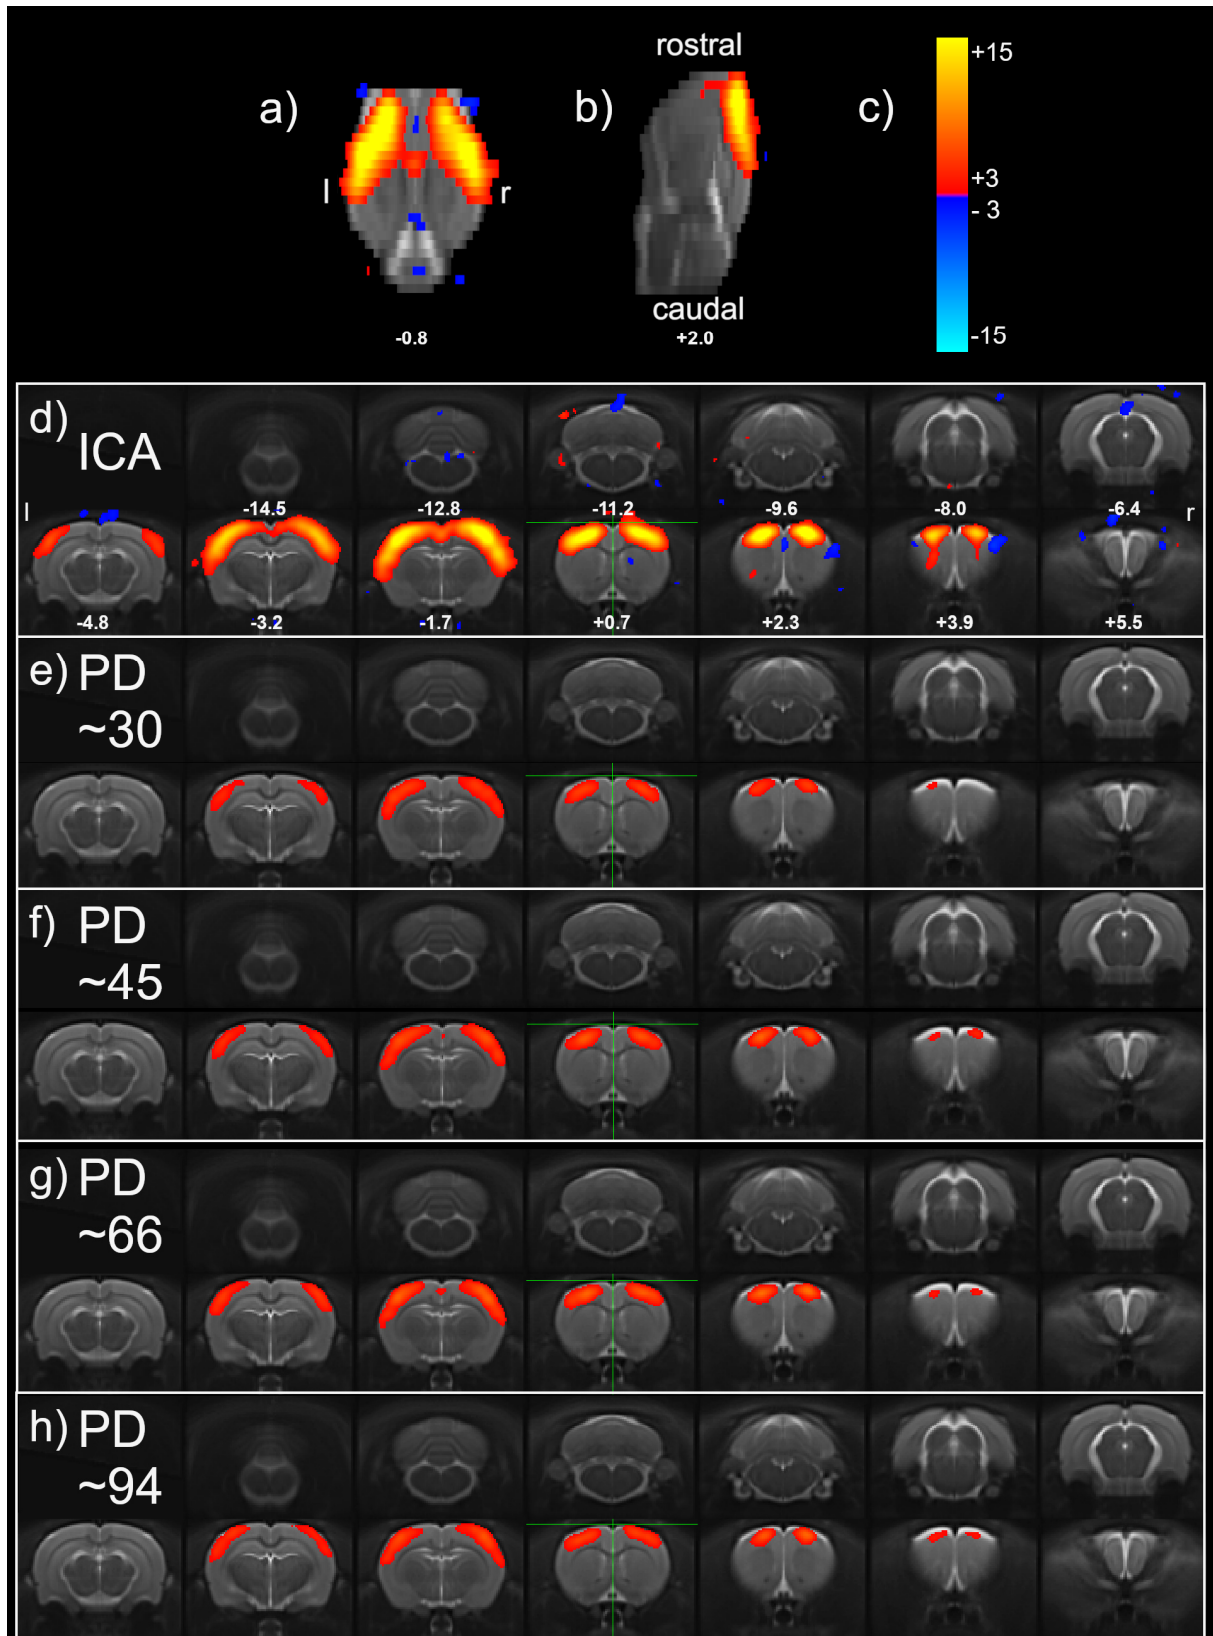 rostral
a)
b)
c)
+15
l
r
+3
- 3
-15
caudal
-0.8
+2.0
d)
ICA
-14.5
-12.8
-11.2
-9.6
-8.0
-6.4
l
r
-4.8
-3.2
-1.7
+0.7
+2.3
+3.9
+5.5
e) PD
~30
f) PD
~45
g) PD
~66
h) PD
~94